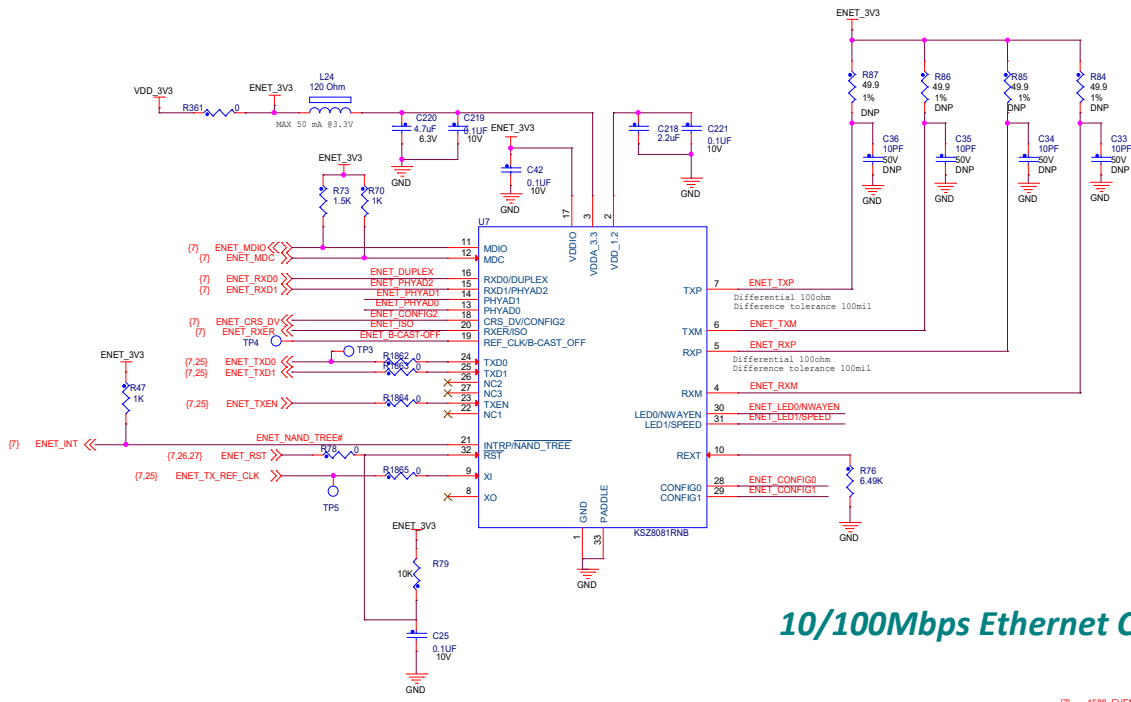 ENET_3V3
L24
120 Ohm
VDD_3V3
ENET_3V3
R361
0
MAX 50 mA @3.3V
C220
4.7uF
6.3V
C219
0.1UF
10V
ENET_3V3
C42
0.1UF
10V
GND
GND
C218
2.2uF
C221
0.1UF
10V
GND
R87
49.9
1%
DNP
R86
49.9
1%
DNP
R85
49.9
1%
DNP
R84
49.9
1%
DNP
C36
10PF
50V
DNP
C35
10PF
50V
DNP
C34
10PF
50V
DNP
C33
10PF
50V
DNP
GND
GND
GND
GND
ENET_3V3
R73
1.5K
R70
1K
U7
17
3
2
VDDIO
VDDA_3.3
VDD_1.2
{7} ENET_MDIO
11
MDIO
{7} ENET_MDC
12
MDC
{7} ENET_RXD0
ENET_DUPLEX
16
RXD0/DUPLEX
{7} ENET_RXD1
ENET_PHYAD2
15
RXD1/PHYAD2
ENET_PHYAD1
14
PHYAD1
ENET_PHYAD0
13
PHYAD0
{7} ENET_CRS_DV
ENET_CONFIG2
18
CRS_DV/CONFIG2
{7} ENET_RXER
ENET_ISO
20
RXER/ISO
TP4
ENET_B-CAST-OFF
19
REF_CLK/B-CAST_OFF
TP3
{7,25} ENET_TXD0
R1862
0
24
TXD0
{7,25} ENET_TXD1
R1863
0
25
TXD1
26
NC2
27
NC3
{7,25} ENET_TXEN
R1864
0
23
TXEN
22
NC1
ENET_3V3
R47
1K
{7} ENET_INT
ENET_NAND_TREE#
21
INTRP/NAND_TREE
{7,26,27} ENET_RST
R78
0
32
RST
{7,25} ENET_TX_REF_CLK
R1865
0
9
XI
TP5
8
XO
7
TXP
ENET_TXP
Differential 100ohm
Difference tolerance 100mil
6
TXM
ENET_TXM
5
RXP
ENET_RXP
Differential 100ohm
Difference tolerance 100mil
4
RXM
ENET_RXM
30
LED0/NWAYEN
ENET_LED0/NWAYEN
31
LED1/SPEED
ENET_LED1/SPEED
10
REXT
R76
6.49K
GND
28
CONFIG0
ENET_CONFIG0
29
CONFIG1
ENET_CONFIG1
GND
PADDLE
1
33
KSZ8081RNB
GND
ENET_3V3
R79
10K
C25
0.1UF
10V
GND
10/100Mbps Ethernet C